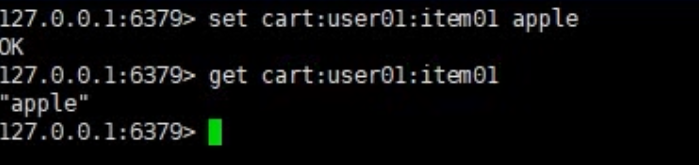 127.0.0.1:6379> set cart:user01:item01 apple
OK
127.0.0.1:6379> get cart:user01:item01
"apple"
127.0.0.1:6379>